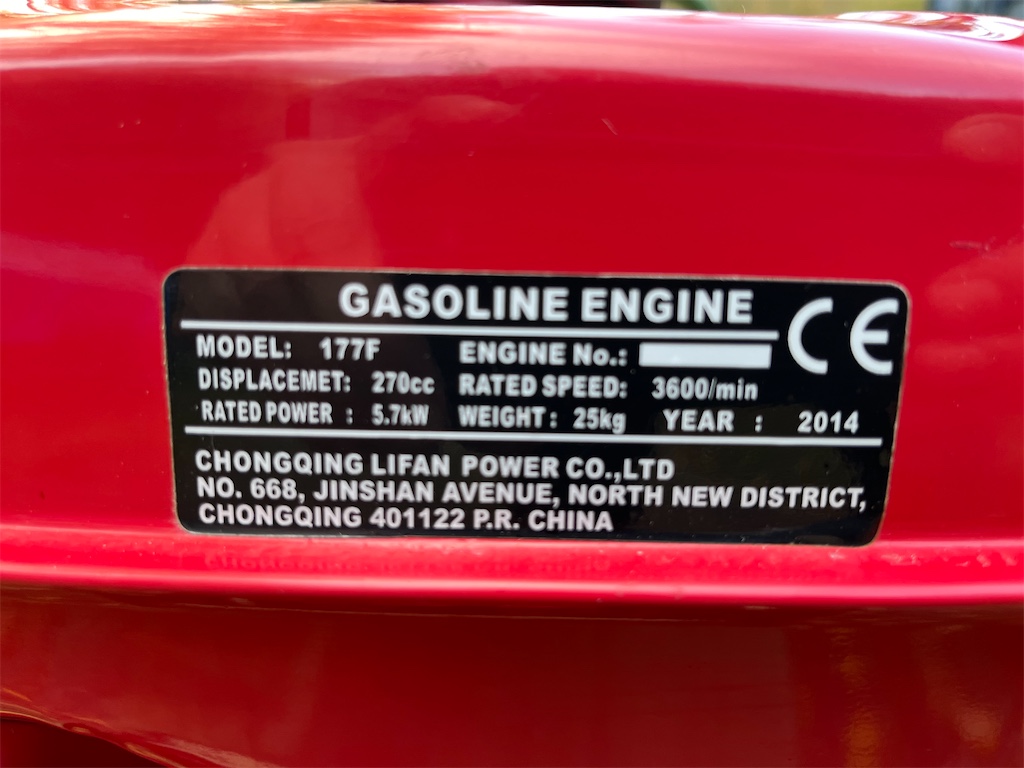 GASOLINE ENGINE CE
MODEL: 177F ENGINE No.:
DISPLACEMET: 270cc RATED SPEED: 3600/min
RATED POWER : 5.7kW WEIGHT: 25kg YEAR : 2014
CHONGQING LIFAN POWER CO.,LTD
NO. 668, JINSHAN AVENUE, NORTH NEW DISTRICT,
CHONGQING 401122 P.R. CHINA